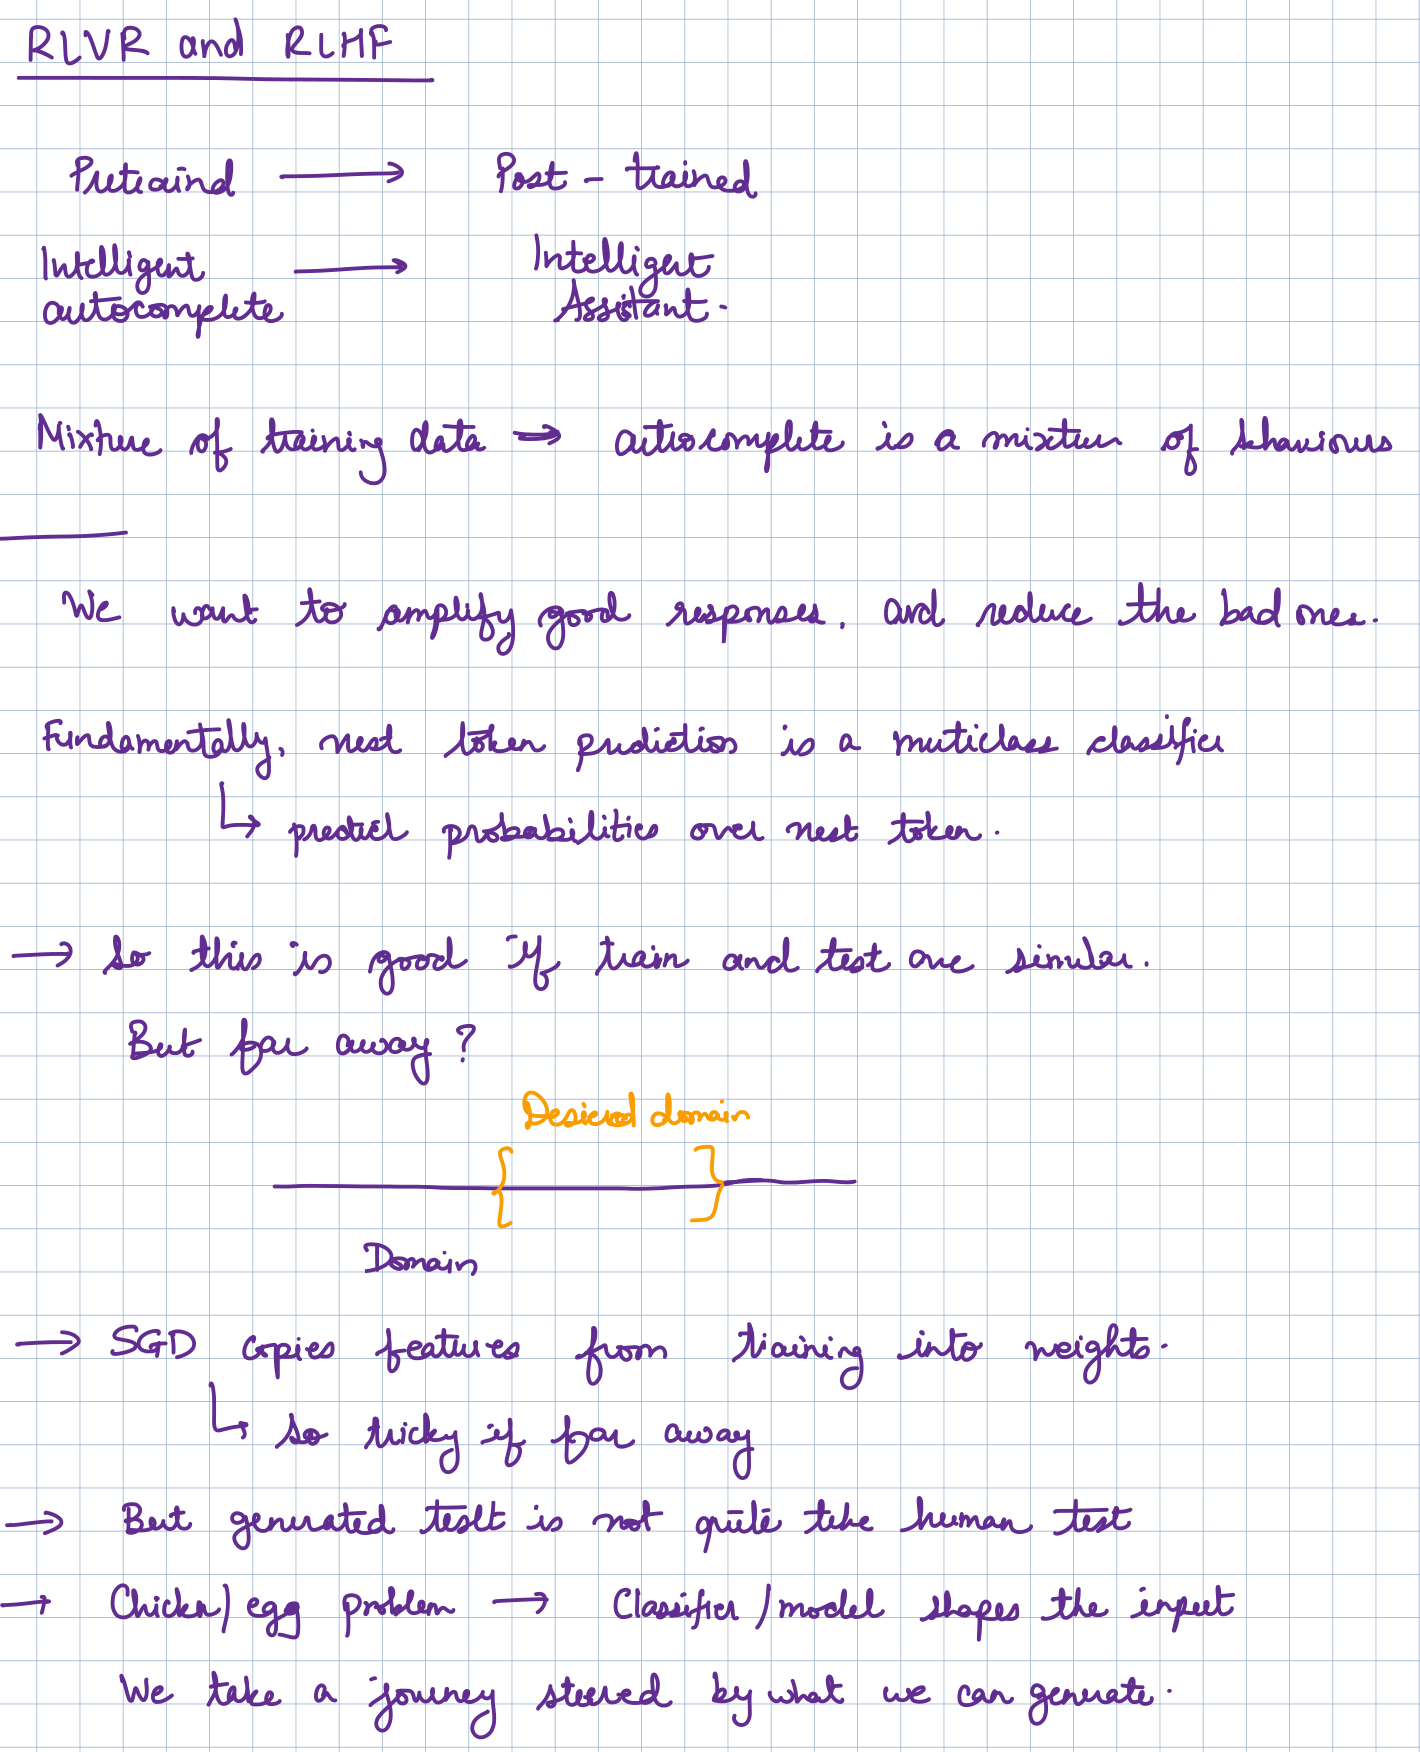 RLVR and RLHF
Pretraind → Post - trained
Intelligent autocomplete → Intelligent Assistant.
Mixture of training data ⇒ autocomplete is a mixture of behaviours
We want to amplify good responses. and reduce the bad ones.
Fundamentally, next token prediction is a muticlass classifier
↳ predict probabilities over next token.
→ So this is good if train and test are similar.
But far away?
Desired domain
Domain
→ SGD copies features from training into weights.
↳ so tricky if far away
→ But generated text is not quite like human text
→ Chicken/egg problem → Classifier/model shapes the input
We take a journey steered by what we can generate.